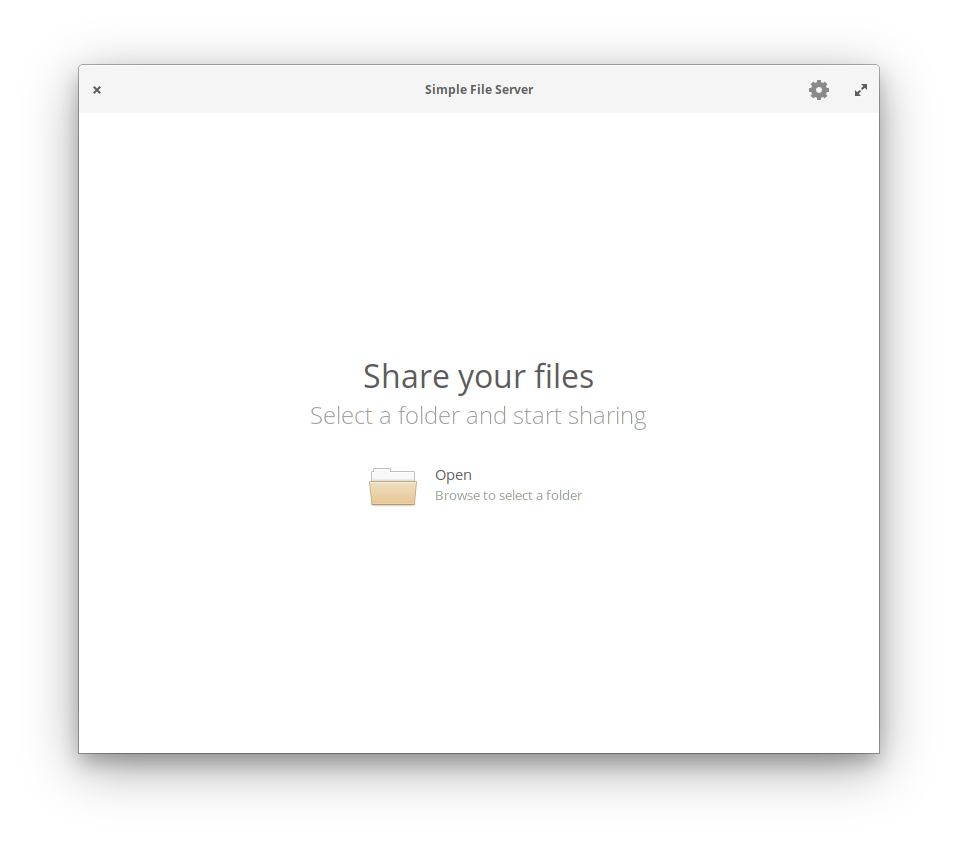 Simple File Server
Share your files
Select a folder and start sharing
Open
Browse to select a folder